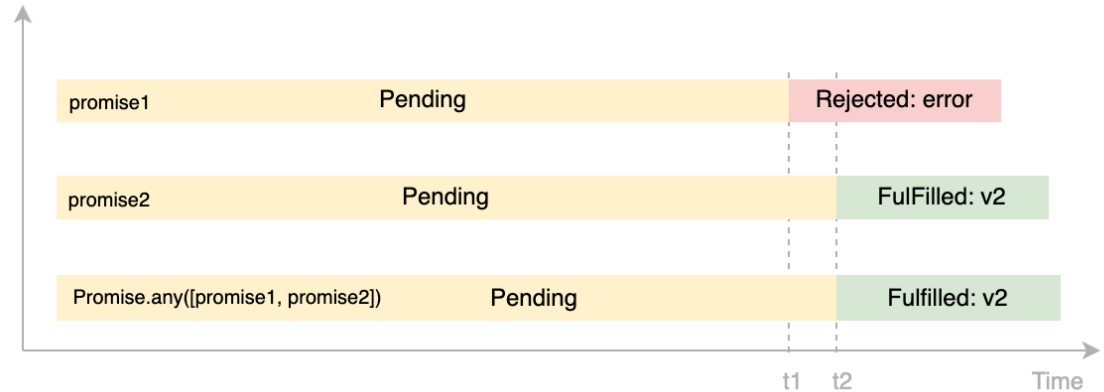 promise1
Pending
Rejected: error
promise2
Pending
FulFilled: v2
Promise.any([promise1, promise2])
Pending
Fulfilled: v2
t1
t2
Time